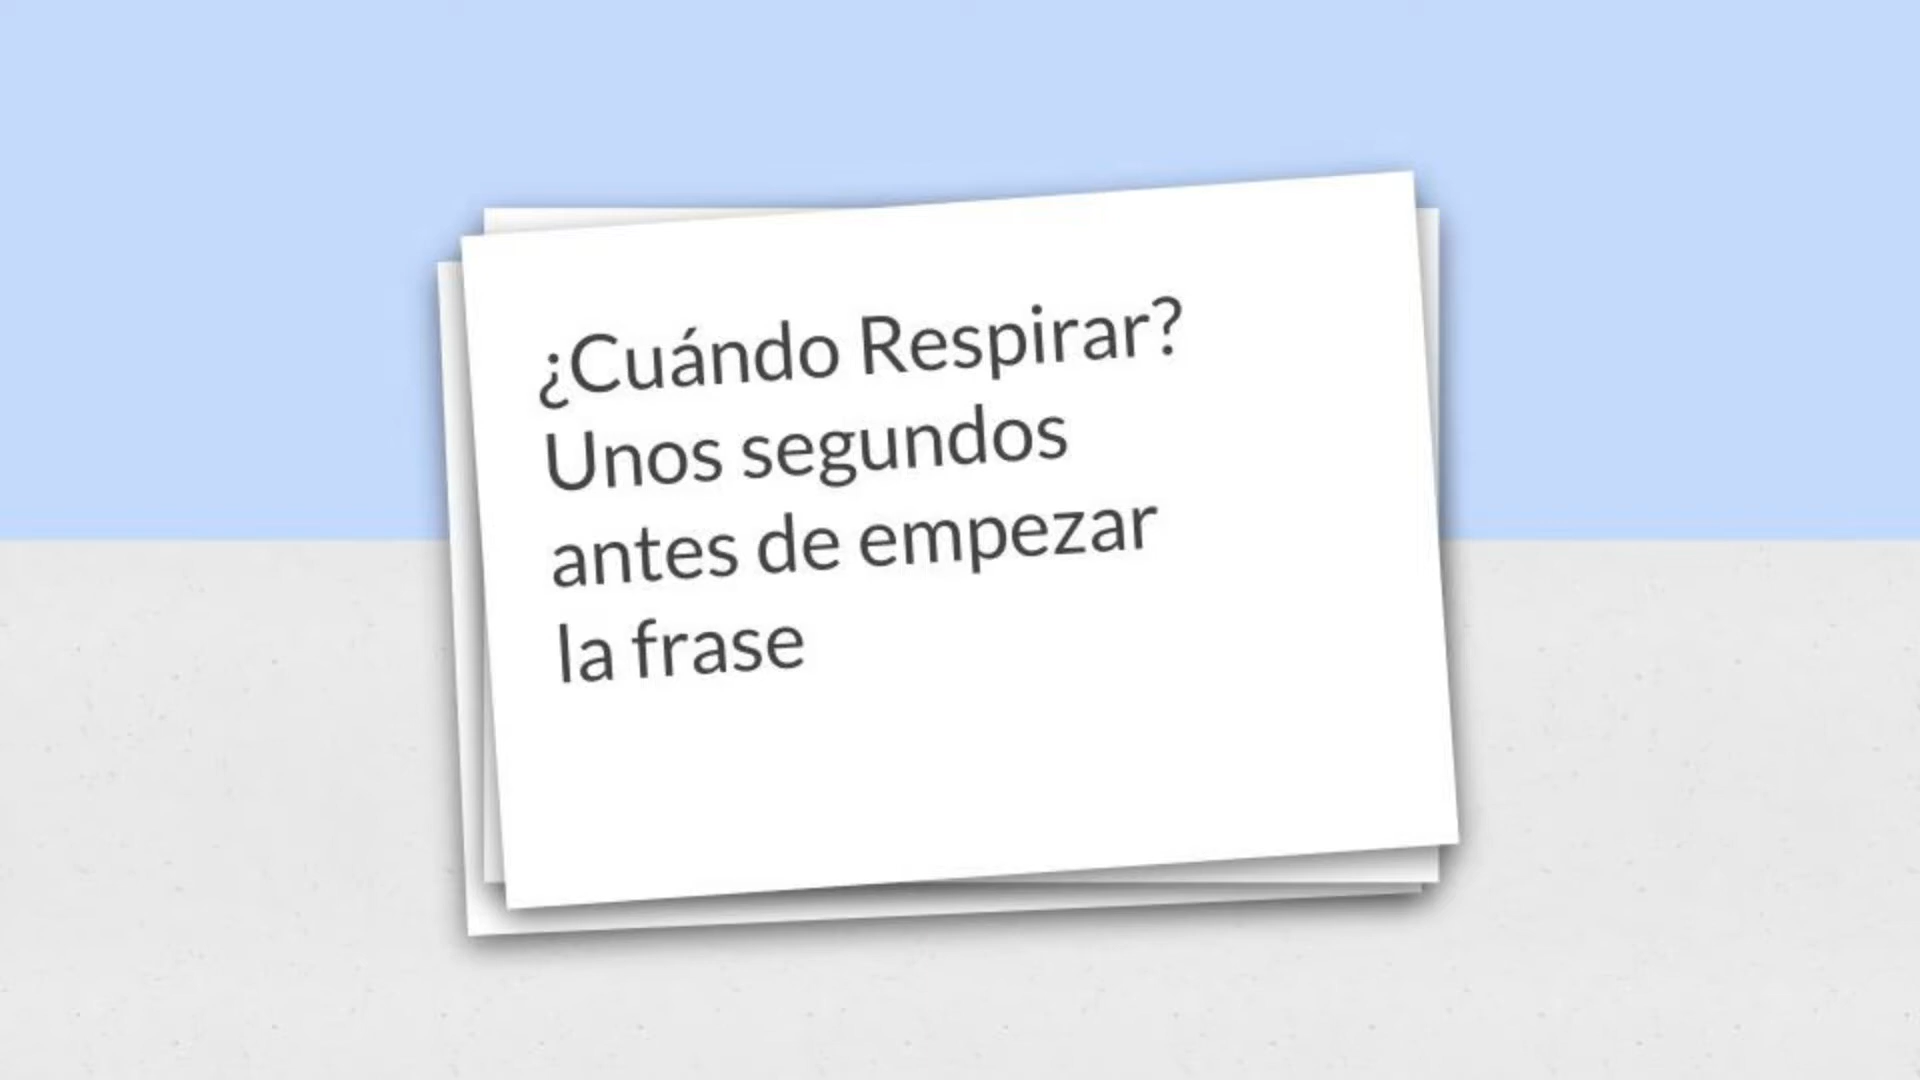 ¿Cuándo Respirar?
Unos segundos
antes de empezar
la frase